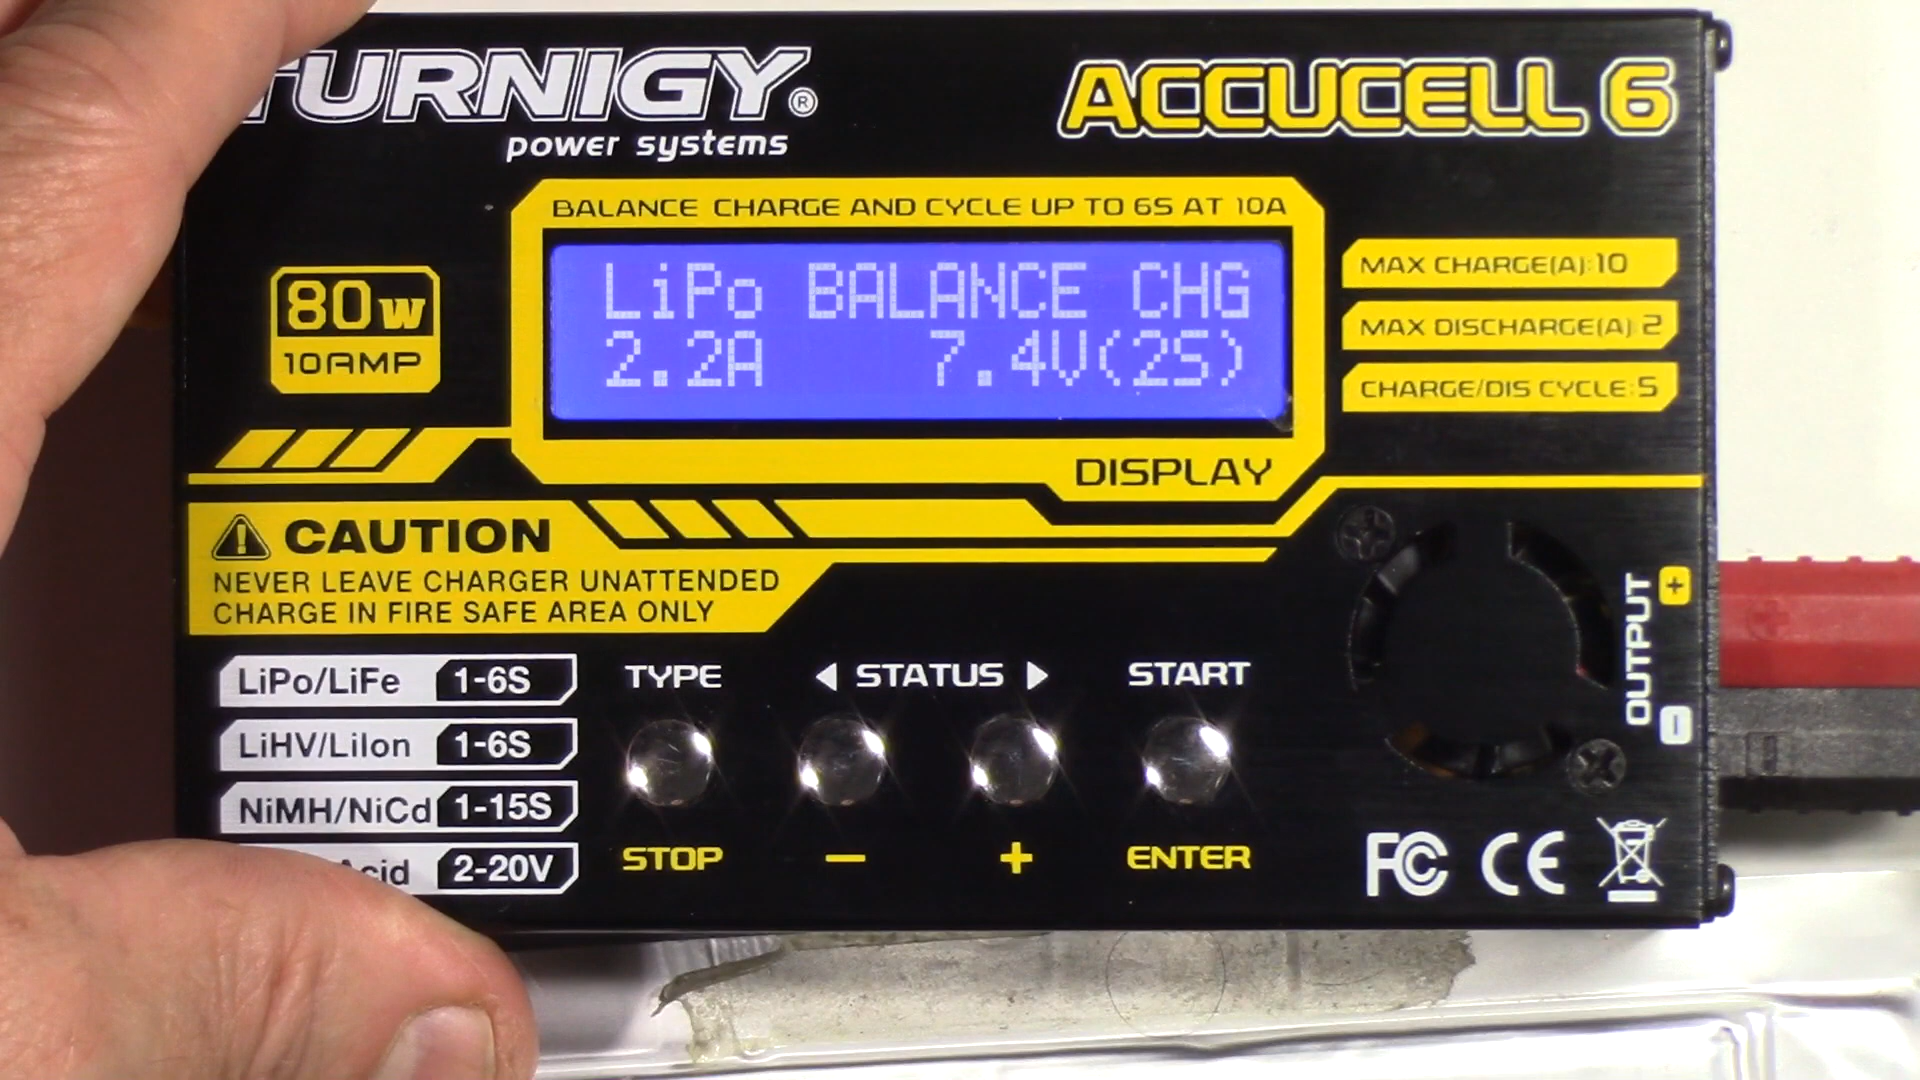 TURNIGY®
power systems
ACCUCELL 6
BALANCE CHARGE AND CYCLE UP TO 6S AT 10A
LiPo BALANCE CHG
2.2A 7.4V(2S)
DISPLAY
80W
10AMP
MAX CHARGE(A):10
MAX DISCHARGE(A):2
CHARGE/DIS CYCLE:5
CAUTION
NEVER LEAVE CHARGER UNATTENDED
CHARGE IN FIRE SAFE AREA ONLY
LiPo/LiFe 1-6S
LiHV/LiIon 1-6S
NiMH/NiCd 1-15S
2-20V
TYPE
STATUS
START
STOP
−
+
ENTER
OUTPUT
+
−
FC CE